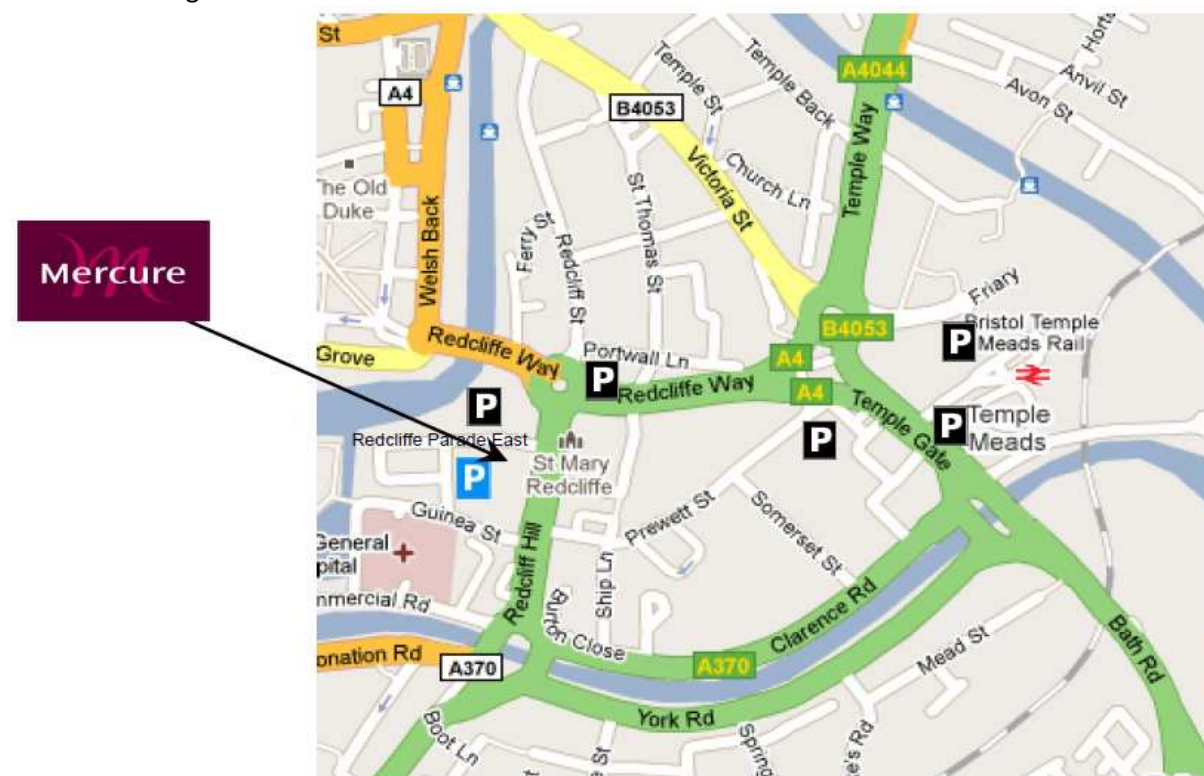 St
A4
B4053
A4044
Temple St
Temple Back
Avon St
Anvil St
Temple Way
Church Ln
Victoria St
The Old
Duke
Welsh Back
Ferry St
Redcliff St
St Thomas St
Mercure
Friary
B4053
Bristol Temple
Meads Rail
P
Grove
Redcliffe Way
Portwall Ln
A4
P
Redcliffe Way
A4
Temple Gate
P
Temple
Meads
P
P
Redcliffe Parade East
P
St Mary
Redcliffe
Guinea St
Prewett St
Somerset St
General
pital
Redcliff Hill
Ship Ln
mmercial Rd
Burton Close
Clarence Rd
Mead St
Bath Rd
onation Rd
A370
A370
York Rd
Boot Ln
Spring
e St
e's Rd